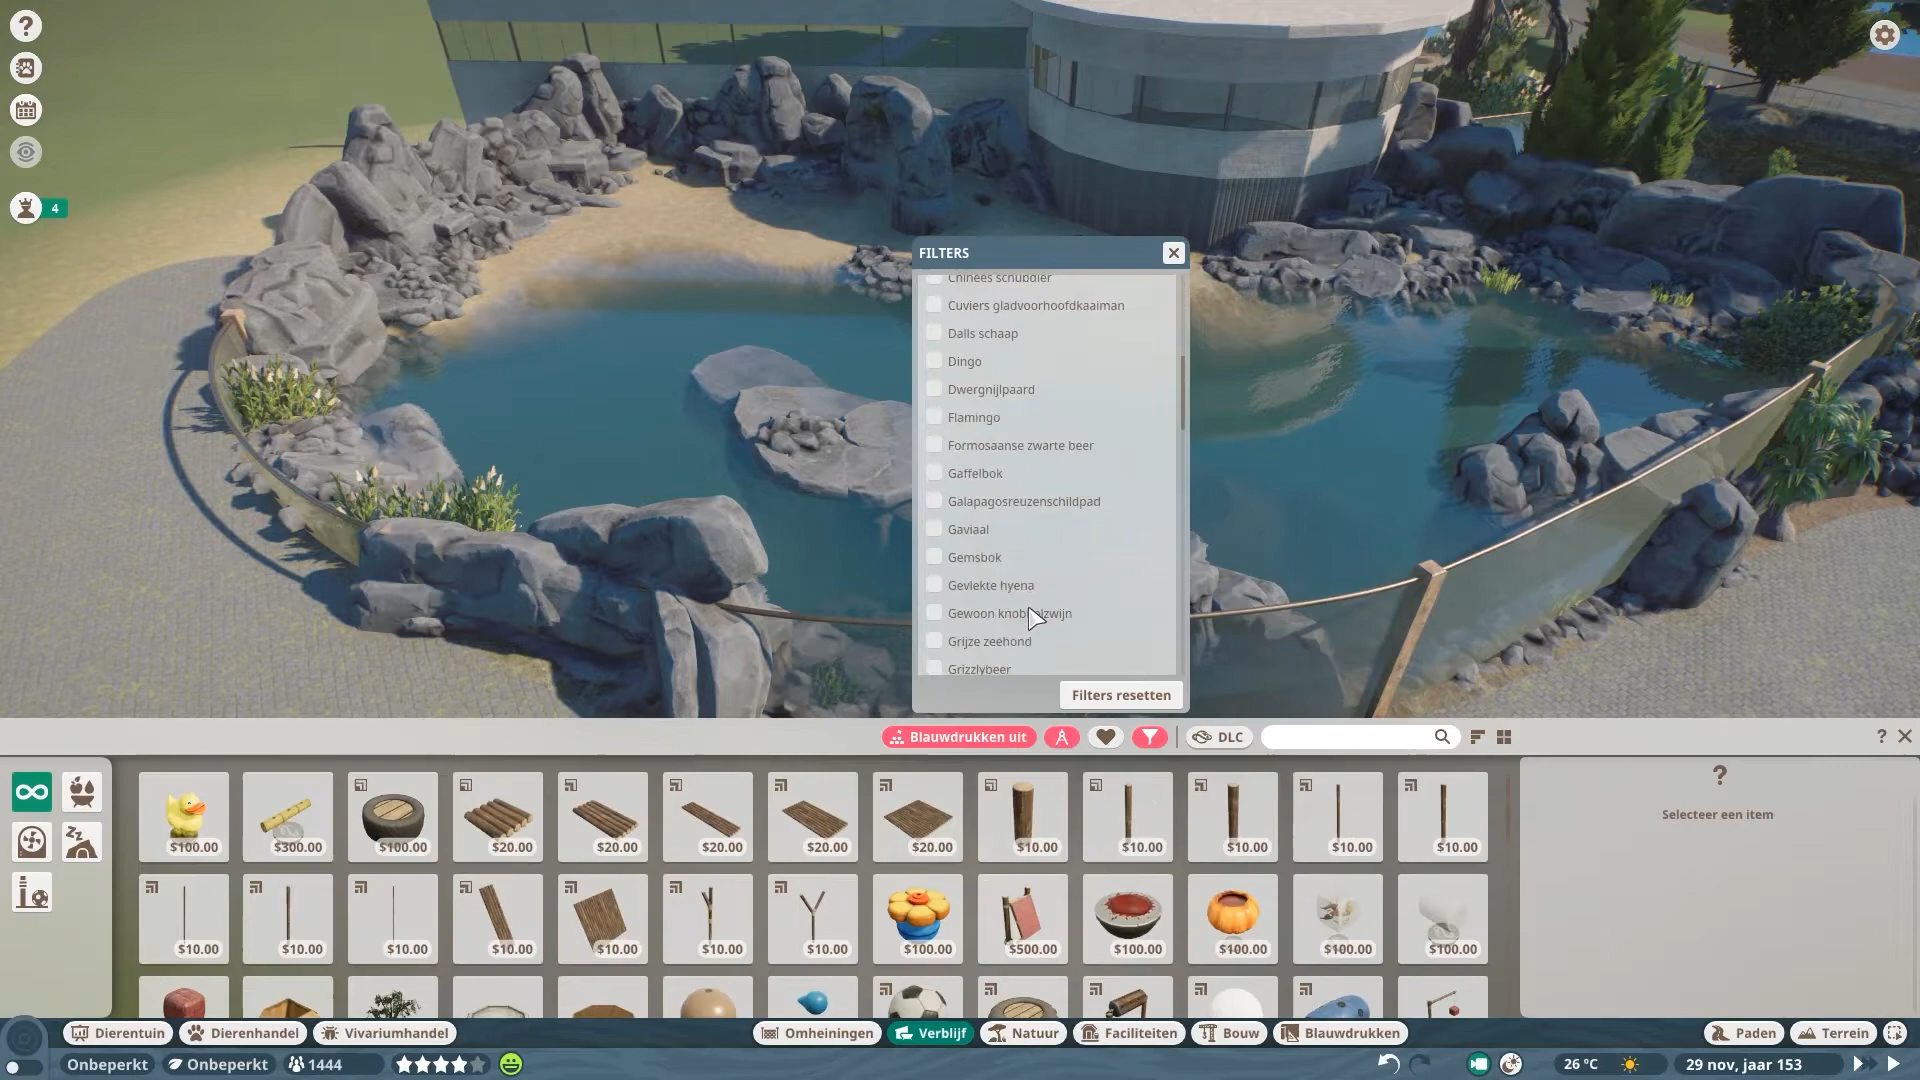 4
FILTERS
Chinees schubdier
Cuviers gladvoorhoofdkaaiman
Dalls schaap
Dingo
Dwergnijlpaard
Flamingo
Formosaanse zwarte beer
Gaffelbok
Galapagosreuzenschildpad
Gaviaal
Gemsbok
Gevlekte hyena
Gewoon knobbelzwijn
Grijze zeehond
Grizzlybeer
Filters resetten
Blauwdrukken uit
DLC
?
$100.00 $300.00 $100.00 $20.00 $20.00 $20.00 $20.00 $20.00 $10.00 $10.00 $10.00 $10.00 $10.00
$10.00 $10.00 $10.00 $10.00 $10.00 $10.00 $10.00 $100.00 $500.00 $100.00 $100.00 $100.00 $100.00
?
Selecteer een item
Dierentuin Dierenhandel Vivariumhandel Omheiningen Verblijf Natuur Faciliteiten Bouw Blauwdrukken Paden Terrein
Onbeperkt Onbeperkt 1444 26 °C 29 nov, jaar 153